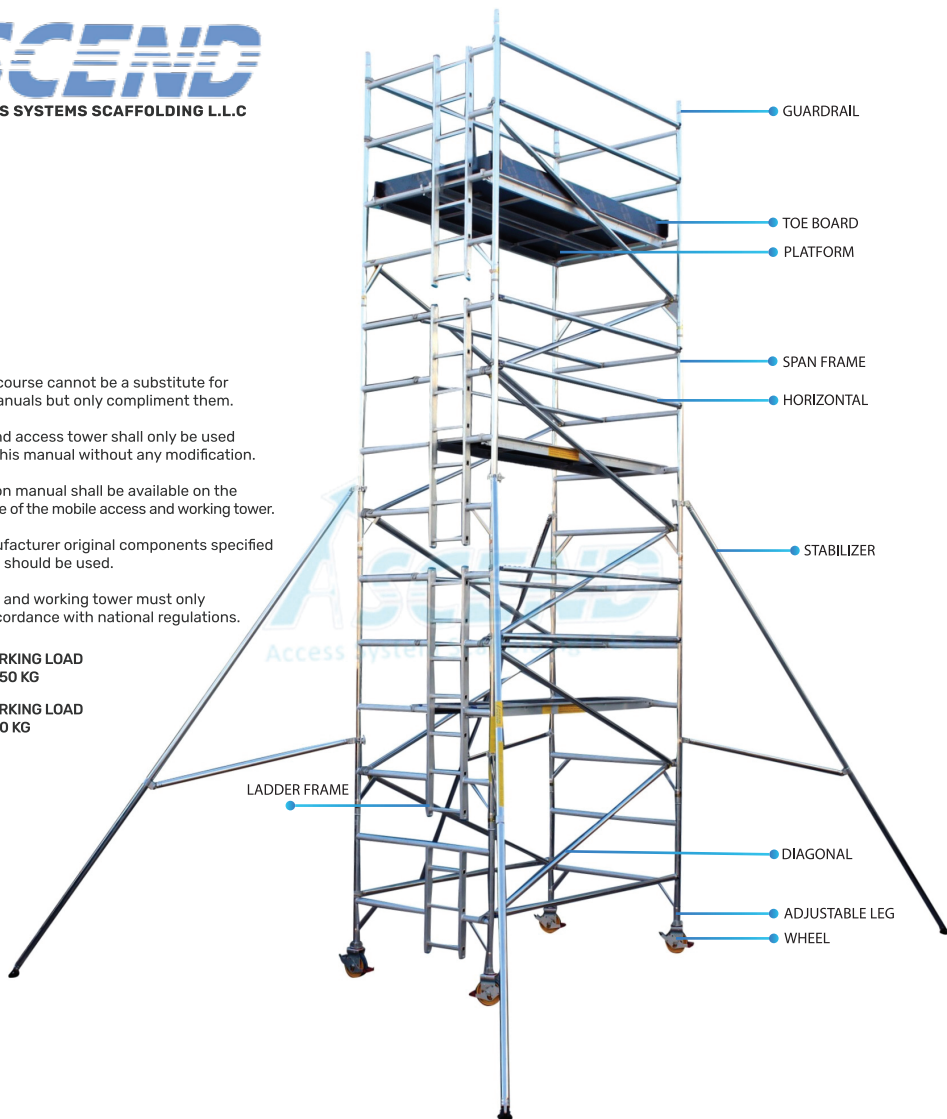 SCEND
S SYSTEMS SCAFFOLDING L.L.C
GUARDRAIL
TOE BOARD
PLATFORM
SPAN FRAME
HORIZONTAL
course cannot be a substitute for
anuals but only compliment them.
nd access tower shall only be used
his manual without any modification.
on manual shall be available on the
e of the mobile access and working tower.
ufacturer original components specified
s should be used.
and working tower must only
cordance with national regulations.
RKING LOAD
50 KG
RKING LOAD
0 KG
ASCEND
Access System Scaffolding L.L.C
STABILIZER
LADDER FRAME
DIAGONAL
ADJUSTABLE LEG
WHEEL